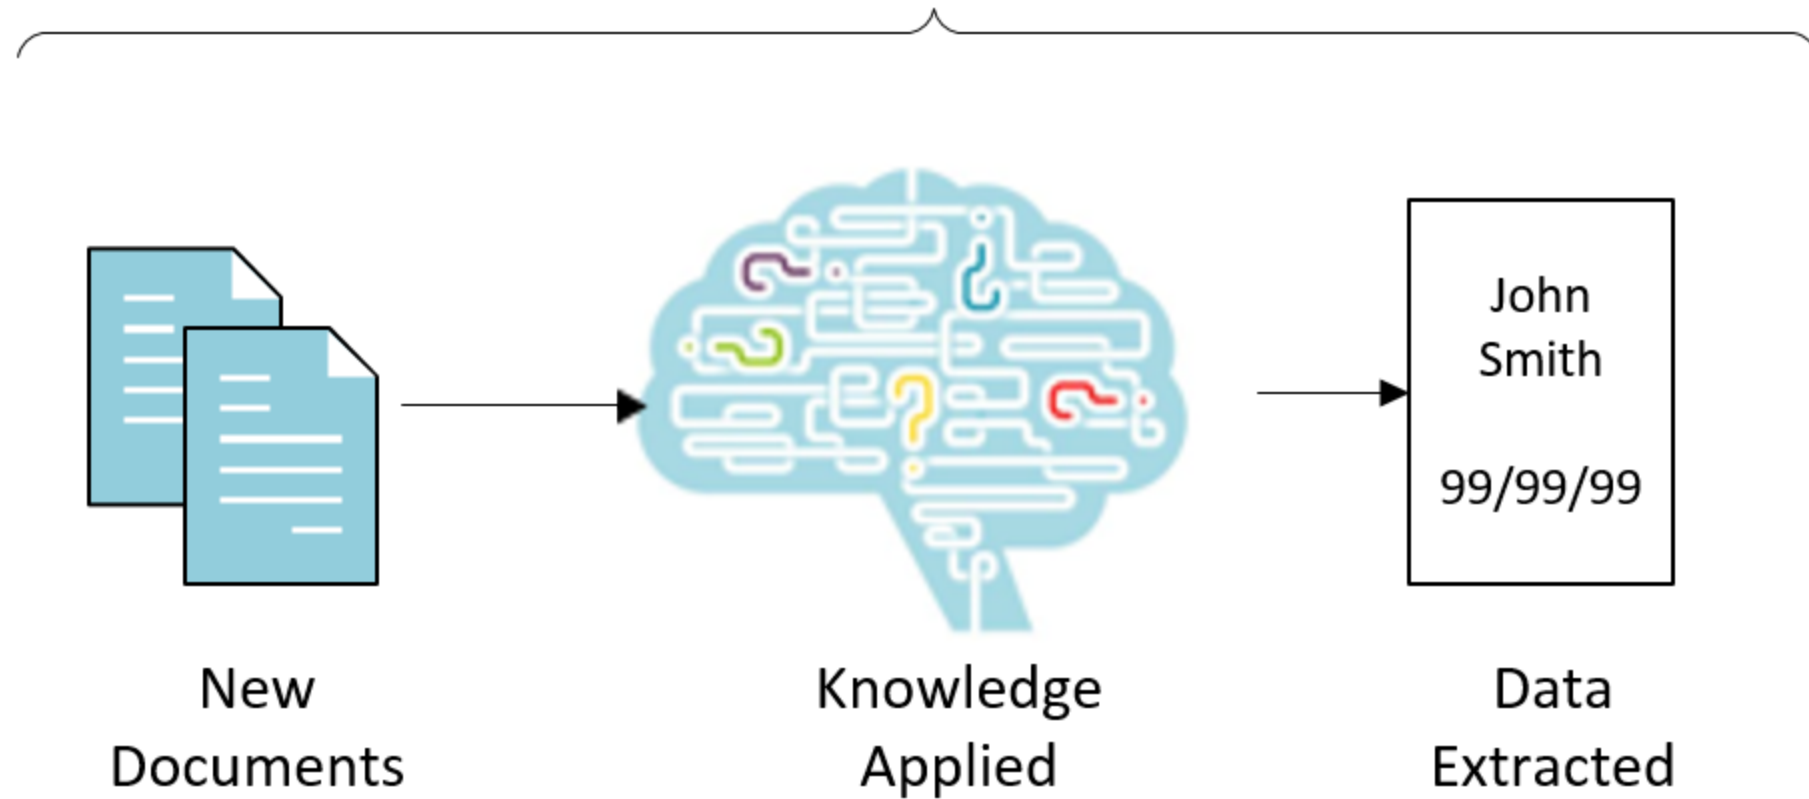 John
Smith
99/99/99
New
Documents
Knowledge
Applied
Data
Extracted